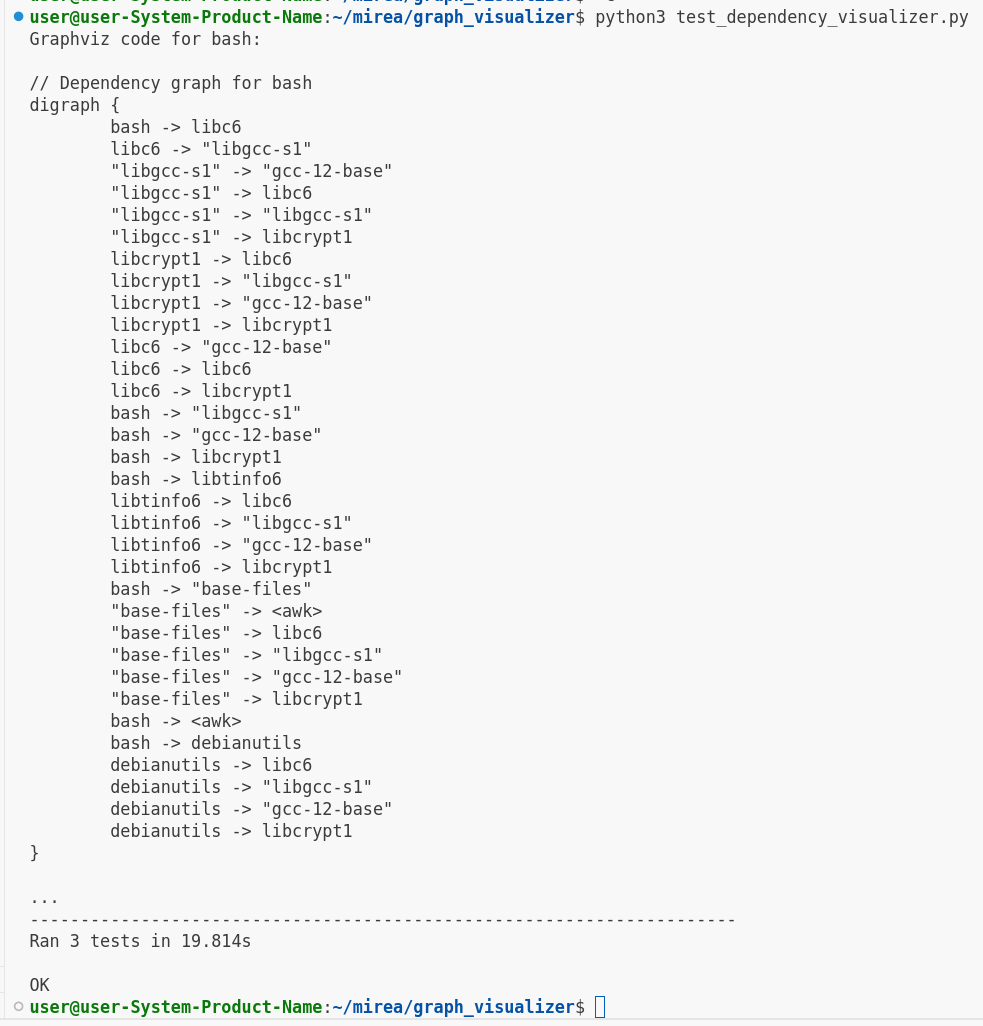 user@user-System-Product-Name:~/mirea/graph_visualizer$ python3 test_dependency_visualizer.py
Graphviz code for bash:

// Dependency graph for bash
digraph {
        bash -> libc6
        libc6 -> "libgcc-s1"
        "libgcc-s1" -> "gcc-12-base"
        "libgcc-s1" -> libc6
        "libgcc-s1" -> "libgcc-s1"
        "libgcc-s1" -> libcrypt1
        libcrypt1 -> libc6
        libcrypt1 -> "libgcc-s1"
        libcrypt1 -> "gcc-12-base"
        libcrypt1 -> libcrypt1
        libc6 -> "gcc-12-base"
        libc6 -> libc6
        libc6 -> libcrypt1
        bash -> "libgcc-s1"
        bash -> "gcc-12-base"
        bash -> libcrypt1
        bash -> libtinfo6
        libtinfo6 -> libc6
        libtinfo6 -> "libgcc-s1"
        libtinfo6 -> "gcc-12-base"
        libtinfo6 -> libcrypt1
        bash -> "base-files"
        "base-files" -> <awk>
        "base-files" -> libc6
        "base-files" -> "libgcc-s1"
        "base-files" -> "gcc-12-base"
        "base-files" -> libcrypt1
        bash -> <awk>
        bash -> debianutils
        debianutils -> libc6
        debianutils -> "libgcc-s1"
        debianutils -> "gcc-12-base"
        debianutils -> libcrypt1
}

...
----------------------------------------------------------------------
Ran 3 tests in 19.814s

OK
user@user-System-Product-Name:~/mirea/graph_visualizer$